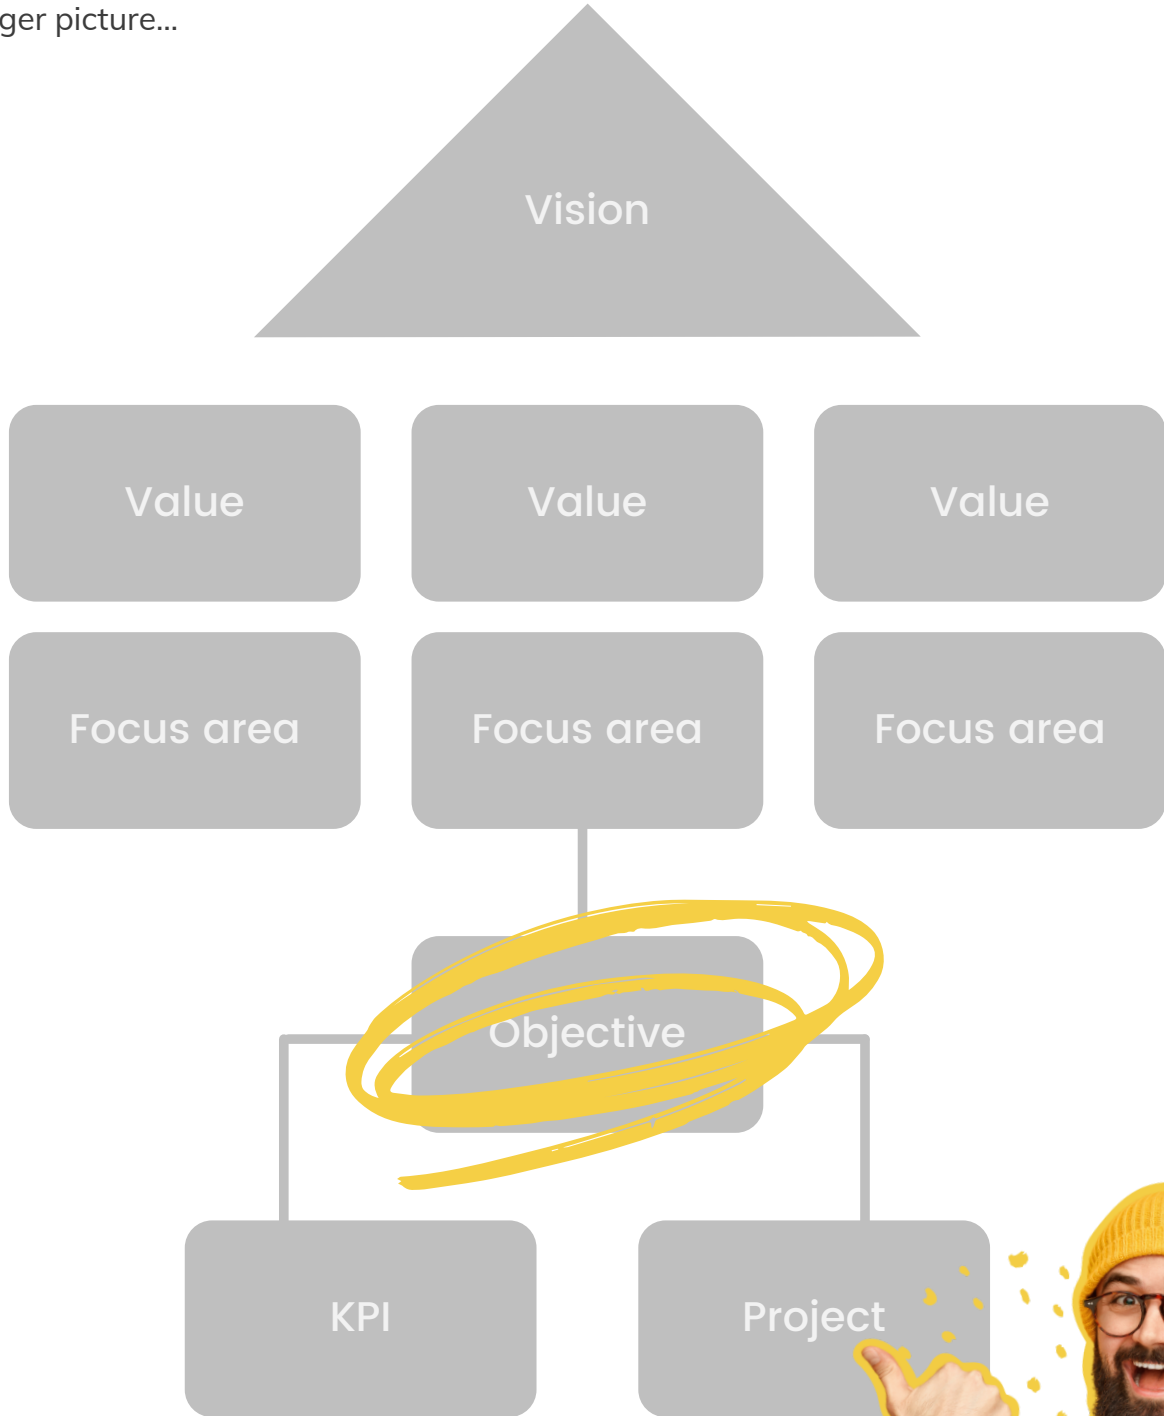 ger picture...
Vision
Value
Value
Value
Focus area
Focus area
Focus area
Objective
KPI
Project